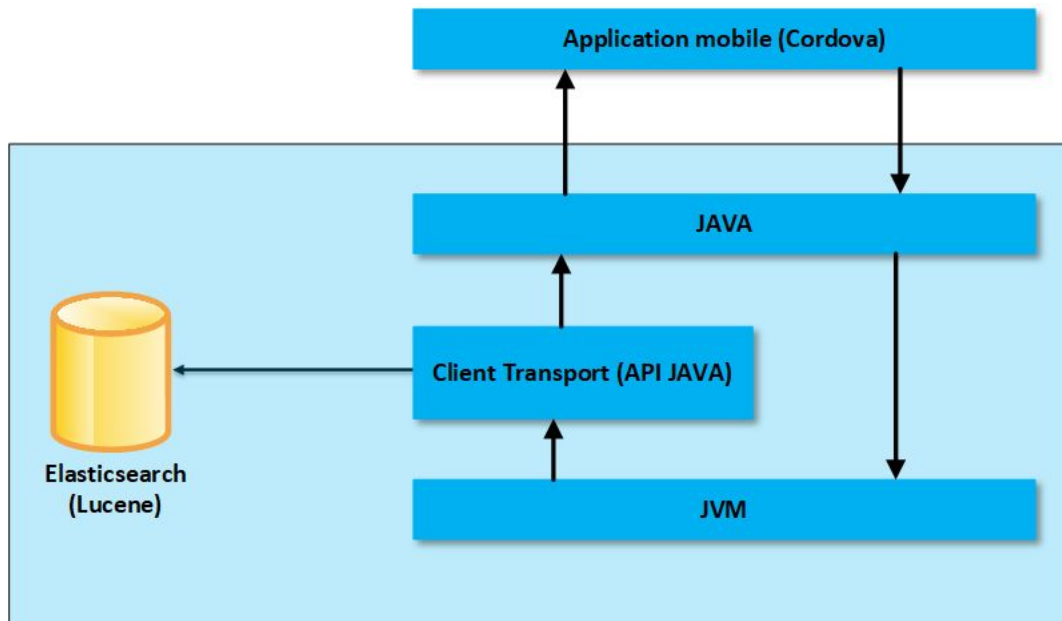 Application mobile (Cordova)
JAVA
Client Transport (API JAVA)
Elasticsearch
(Lucene)
JVM